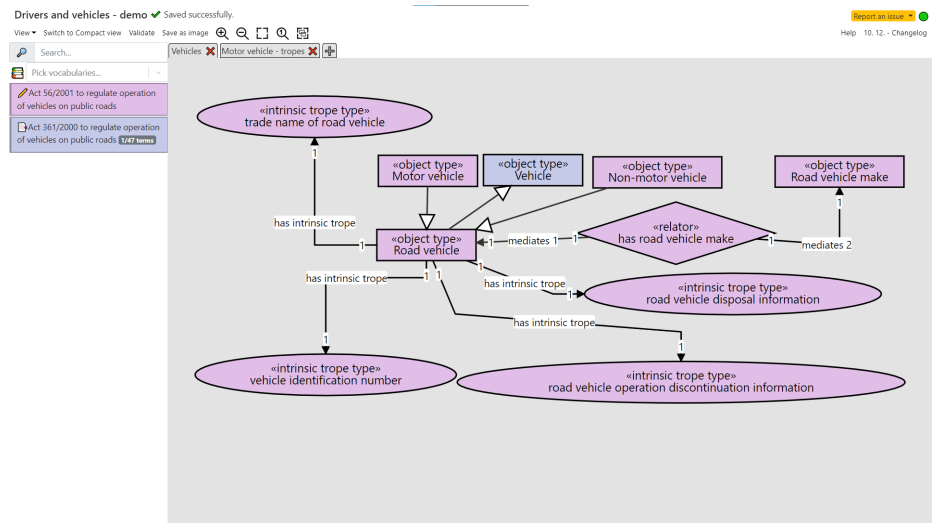 Drivers and vehicles - demo ✔ Saved successfully.
Report an issue
View Switch to Compact view Validate Save as image
Help 10. 12. - Changelog
Search...
Vehicles
Motor vehicle - tropes
Pick vocabularies...
Act 56/2001 to regulate operation
of vehicles on public roads
Act 361/2000 to regulate operation
of vehicles on public roads 1/47 terms
«intrinsic trope type»
trade name of road vehicle
1
«object type»
Motor vehicle
«object type»
Vehicle
«object type»
Non-motor vehicle
«object type»
Road vehicle make
1
has intrinsic trope
1
«object type»
Road vehicle
1
mediates 1
1
«relator»
has road vehicle make
1
mediates 2
has intrinsic trope
1
1
1
has intrinsic trope
1
«intrinsic trope type»
road vehicle disposal information
has intrinsic trope
1
1
«intrinsic trope type»
vehicle identification number
«intrinsic trope type»
road vehicle operation discontinuation information